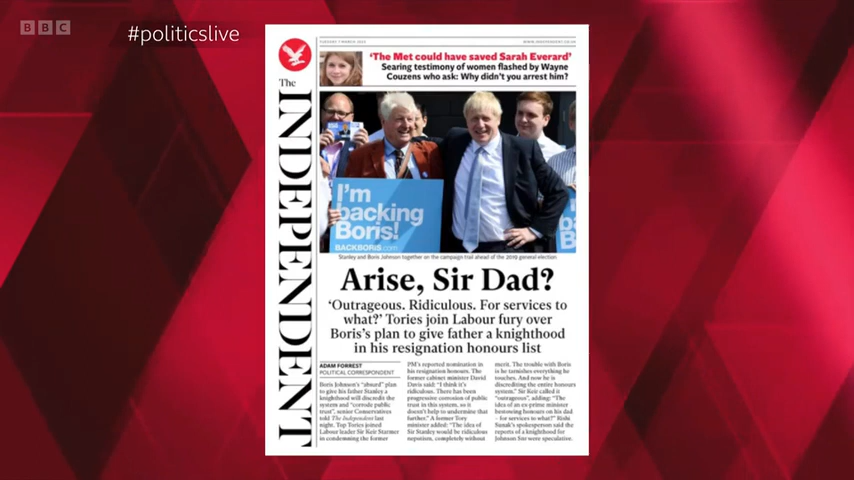 BBC
#politicslive
TUESDAY 7 MARCH 2023
WWW.INDEPENDENT.CO.UK
The
INDEPENDENT
'The Met could have saved Sarah Everard'
Searing testimony of women flashed by Wayne
Couzens who ask: Why didn't you arrest him?
I'm
backing
Boris!
BACKBORIS.com
backing
Boris!
Stanley and Boris Johnson together on the campaign trail ahead of the 2019 general election.
Arise, Sir Dad?
'Outrageous. Ridiculous. For services to
what?' Tories join Labour fury over
Boris's plan to give father a knighthood
in his resignation honours list
ADAM FORREST
POLITICAL CORRESPONDENT
Boris Johnson's "absurd" plan
to give his father Stanley a
knighthood will discredit the
system and "corrode public
trust", senior Conservatives
told The Independent last
night. Top Tories joined
Labour leader Sir Keir Starmer
in condemning the former
PM's reported nomination in
his resignation honours. The
former cabinet minister David
Davis said: "I think it's
ridiculous. There has been
progressive corrosion of public
trust in this system, so it
doesn't help to undermine that
further." A former Tory
minister added: "The idea of
Sir Stanley would be ridiculous
nepotism, completely without
merit. The trouble with Boris
is he tarnishes everything he
touches. And now he is
discrediting the entire honours
system." Sir Keir called it
"outrageous", adding: "The
idea of an ex-prime minister
bestowing honours on his dad
– for services to what?" Rishi
Sunak's spokesperson said the
reports of a knighthood for
Johnson Snr were speculative.